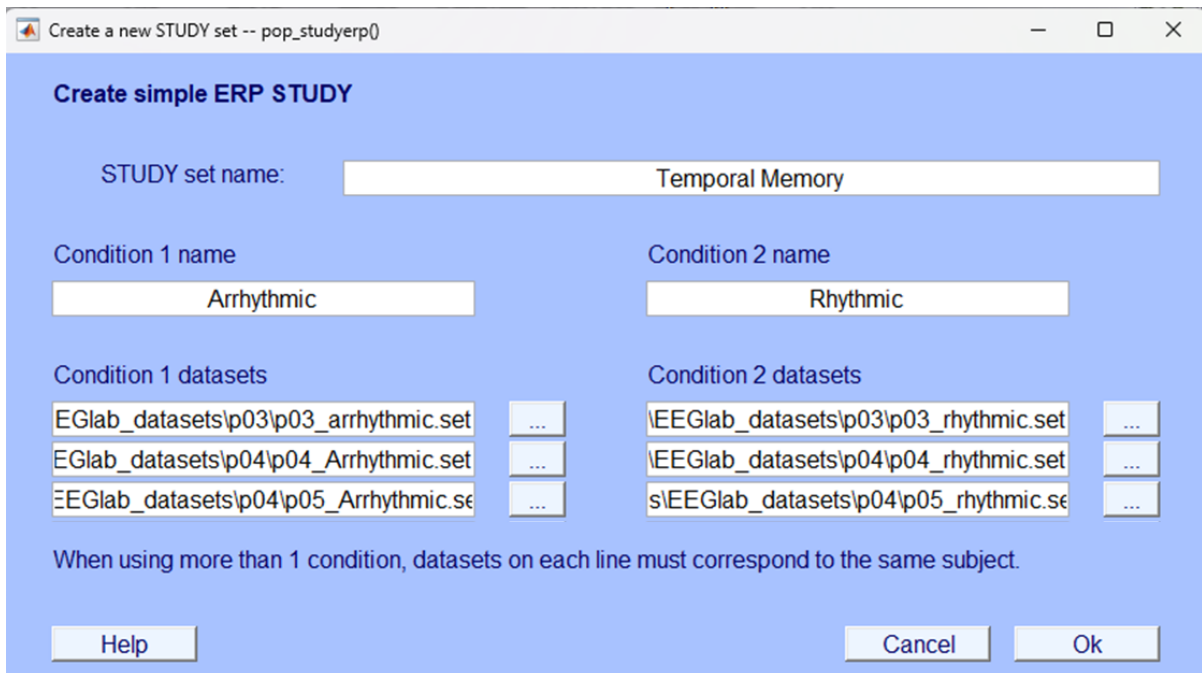 Create a new STUDY set -- pop_studyerp()
Create simple ERP STUDY
STUDY set name: Temporal Memory
Condition 1 name Condition 2 name
Arrhythmic Rhythmic
Condition 1 datasets Condition 2 datasets
EGlab_datasets\p03\p03_arrhythmic.set ... \EEGlab_datasets\p03\p03_rhythmic.set ...
EGlab_datasets\p04\p04_Arrhythmic.set ... \EEGlab_datasets\p04\p04_rhythmic.set ...
EEGlab_datasets\p04\p05_Arrhythmic.se ... s\EEGlab_datasets\p04\p05_rhythmic.se ...
When using more than 1 condition, datasets on each line must correspond to the same subject.
Help Cancel Ok